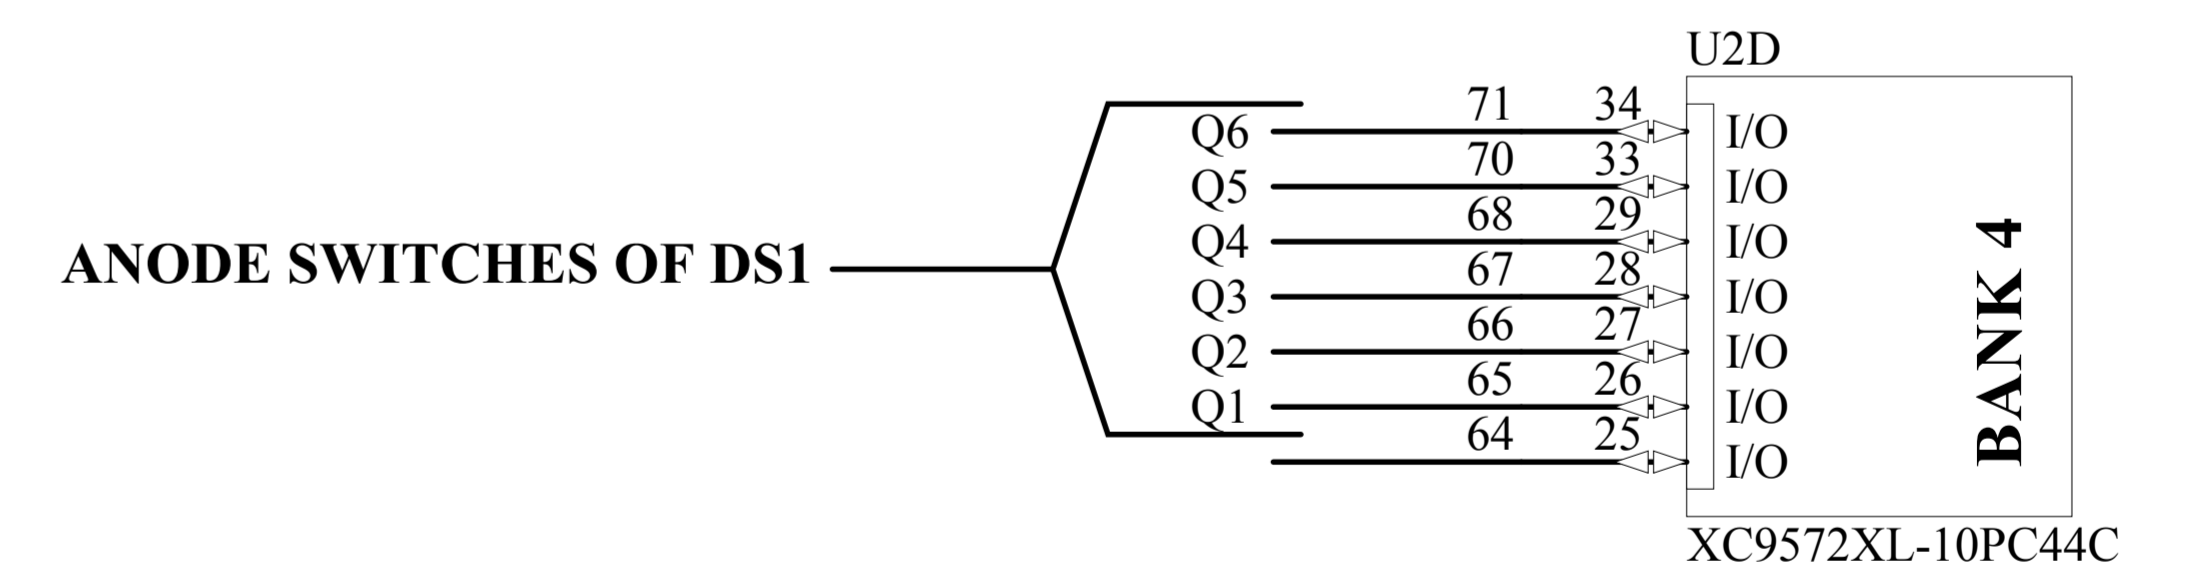 U2D
71 34
Q6 I/O
70 33
Q5 I/O
68 29
Q4 I/O
ANODE SWITCHES OF DS1
67 28
Q3 I/O
66 27
Q2 I/O
65 26
Q1 I/O
64 25
I/O
BANK 4
XC9572XL-10PC44C